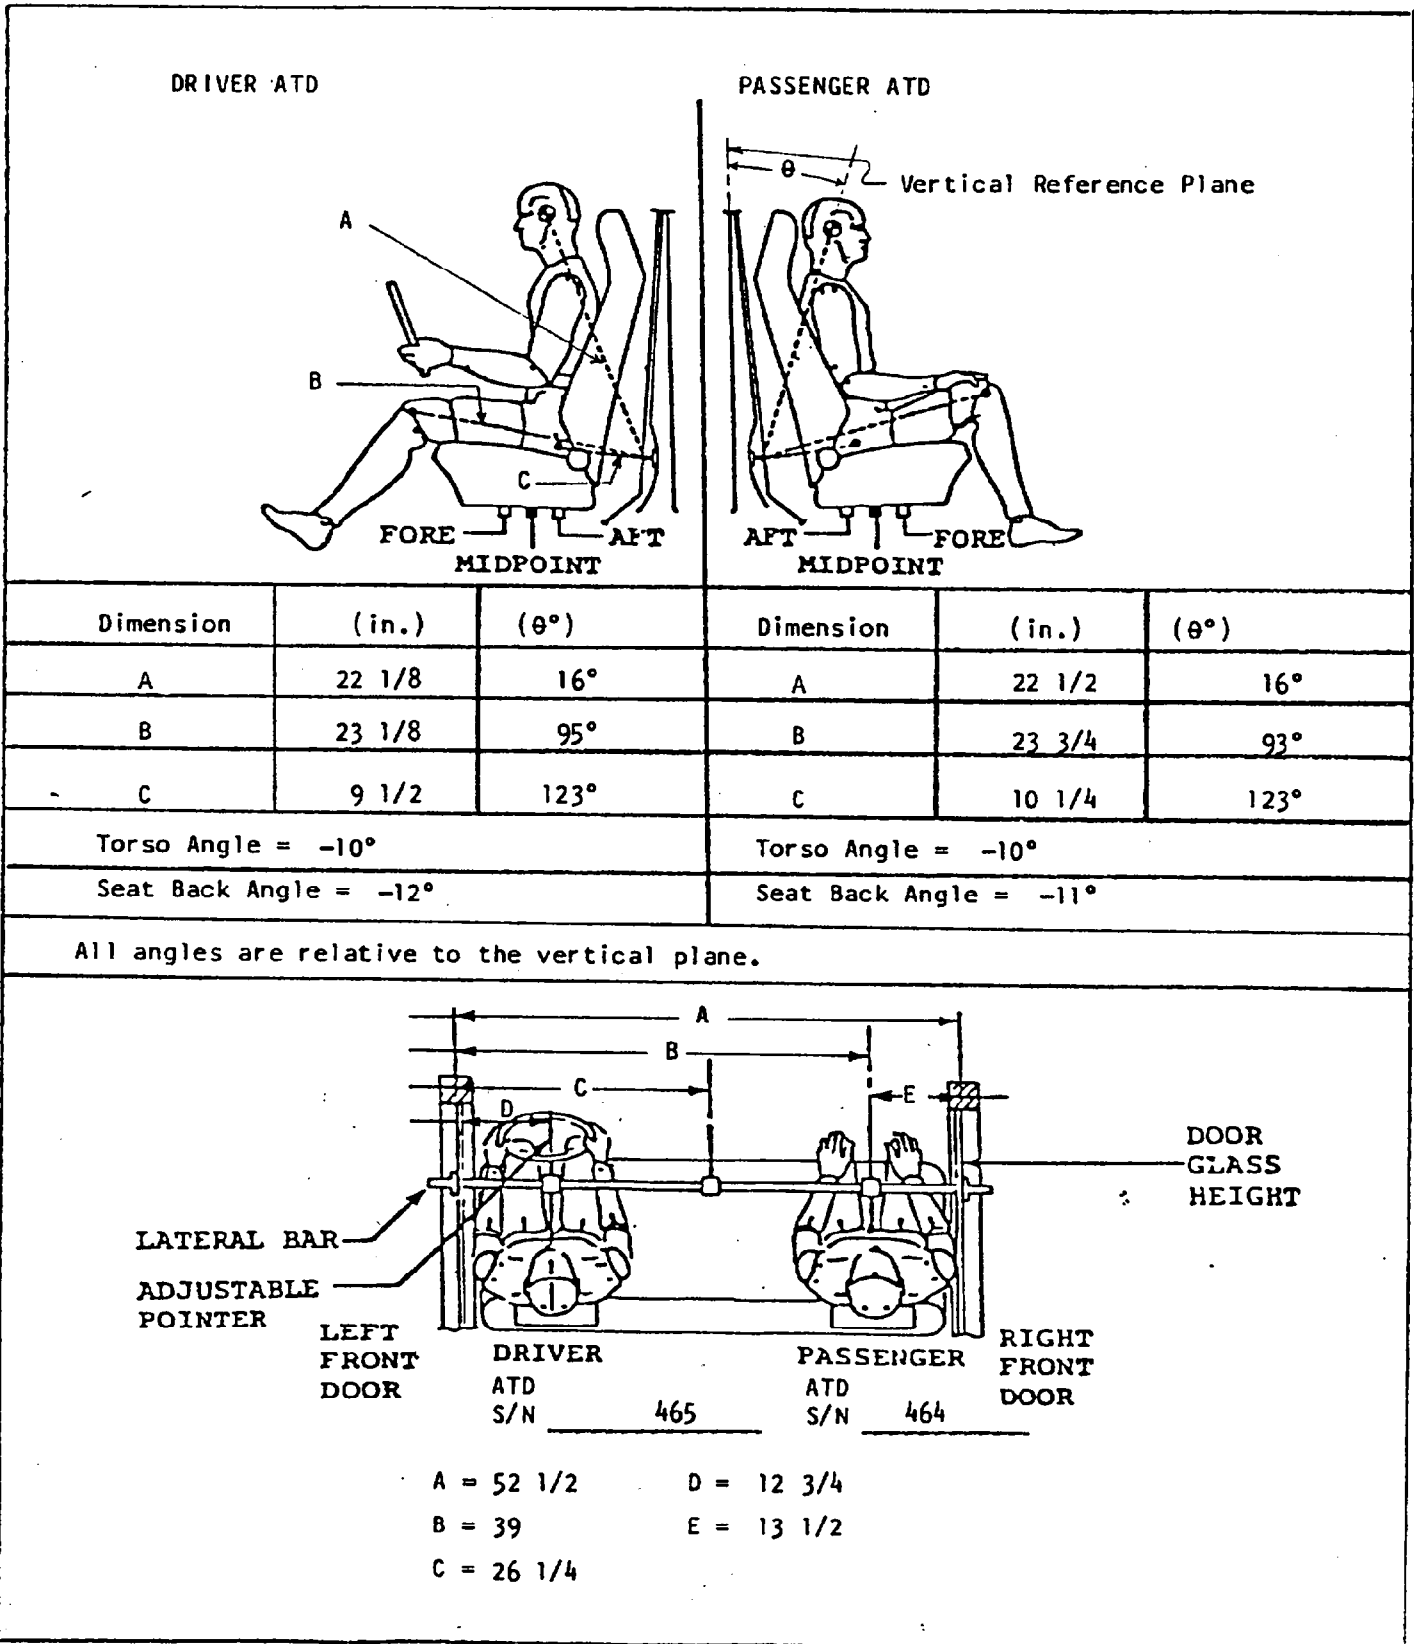 DRIVER ATD
PASSENGER ATD
θ
Vertical Reference Plane
A
B
C
FORE
AFT
MIDPOINT
AFT
FORE
MIDPOINT
Dimension (in.) (θ°) Dimension (in.) (θ°)
A 22 1/8 16° A 22 1/2 16°
B 23 1/8 95° B 23 3/4 93°
C 9 1/2 123° C 10 1/4 123°
Torso Angle = -10° Torso Angle = -10°
Seat Back Angle = -12° Seat Back Angle = -11°
All angles are relative to the vertical plane.
A
B
C
E
D
DOOR
GLASS
HEIGHT
LATERAL BAR
ADJUSTABLE
POINTER
LEFT
FRONT
DOOR
DRIVER
ATD
S/N 465
PASSENGER
ATD
S/N 464
RIGHT
FRONT
DOOR
A = 52 1/2 D = 12 3/4
B = 39 E = 13 1/2
C = 26 1/4